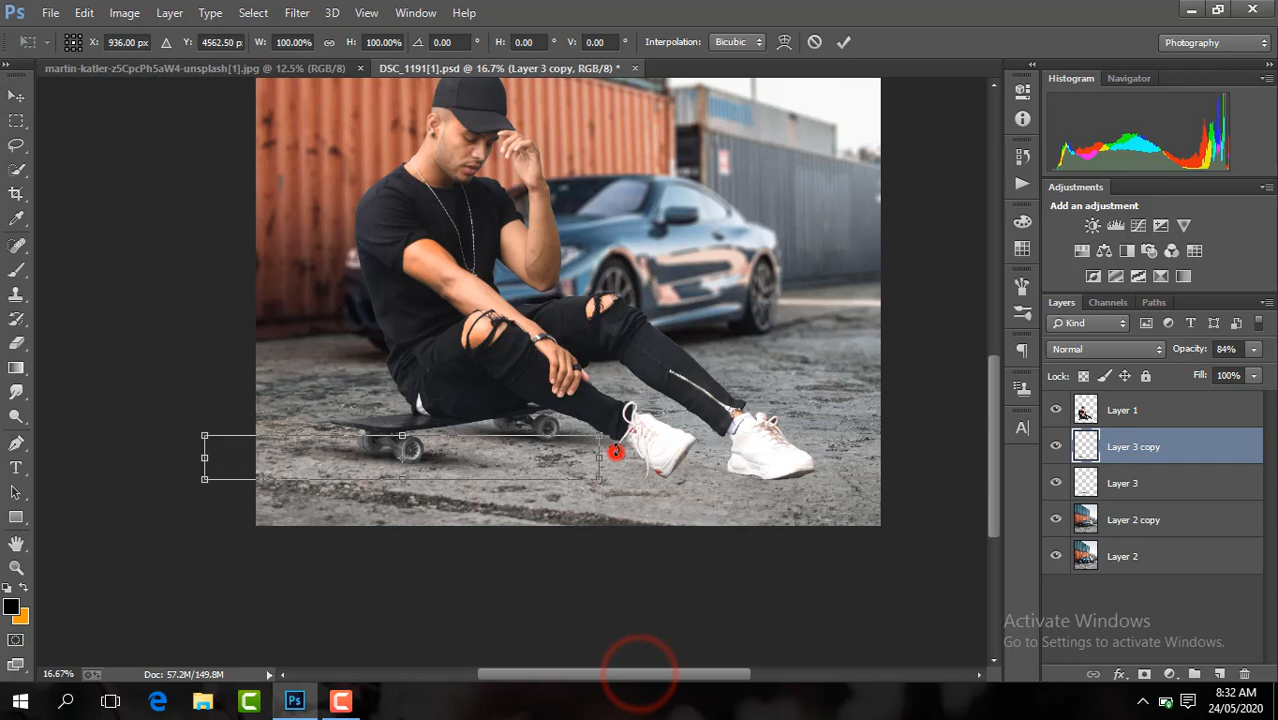 Ps File Edit Image Layer Type Select Filter 3D View Window Help
X: 936.00 px Y: 4562.50 px W: 100.00% H: 100.00% 0.00 ° H: 0.00 ° V: 0.00 ° Interpolation: Bicubic Photography
martin-katler-z5CpcPh5aW4-unsplash[1].jpg @ 12.5% (RGB/8) × DSC_1191[1].psd @ 16.7% (Layer 3 copy, RGB/8) * ×
Histogram Navigator
Adjustments
Add an adjustment
Layers Channels Paths
Kind
Normal Opacity: 84%
Lock: Fill: 100%
Layer 1
Layer 3 copy
Layer 3
Layer 2 copy
Layer 2
Activate Windows
Go to Settings to activate Windows.
16.67% Doc: 57.2M/149.8M
8:32 AM
24/05/2020